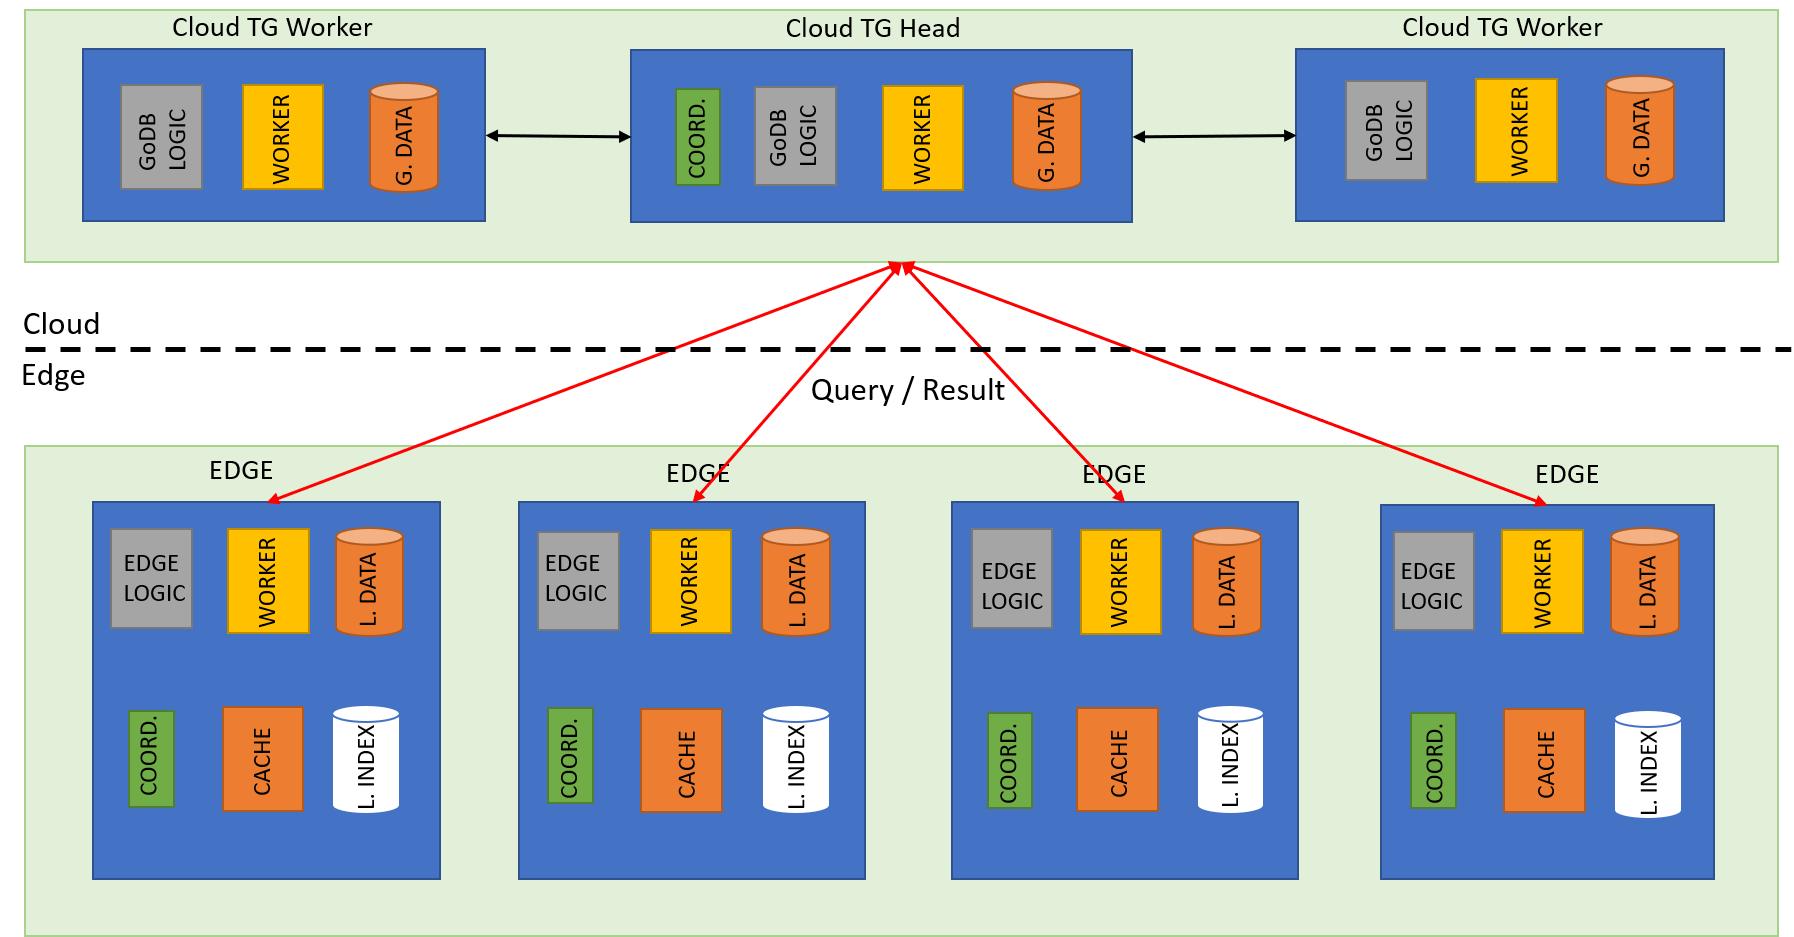 Cloud TG Worker
Cloud TG Head
Cloud TG Worker
GoDB
LOGIC
WORKER
G. DATA
COORD.
GoDB
LOGIC
WORKER
G. DATA
GoDB
LOGIC
WORKER
G. DATA
Cloud
Edge
Query / Result
EDGE
EDGE
EDGE
EDGE
EDGE
LOGIC
WORKER
L. DATA
COORD.
CACHE
L. INDEX
EDGE
LOGIC
WORKER
L. DATA
COORD.
CACHE
L. INDEX
EDGE
LOGIC
WORKER
L. DATA
COORD.
CACHE
L. INDEX
EDGE
LOGIC
WORKER
L. DATA
COORD.
CACHE
L. INDEX